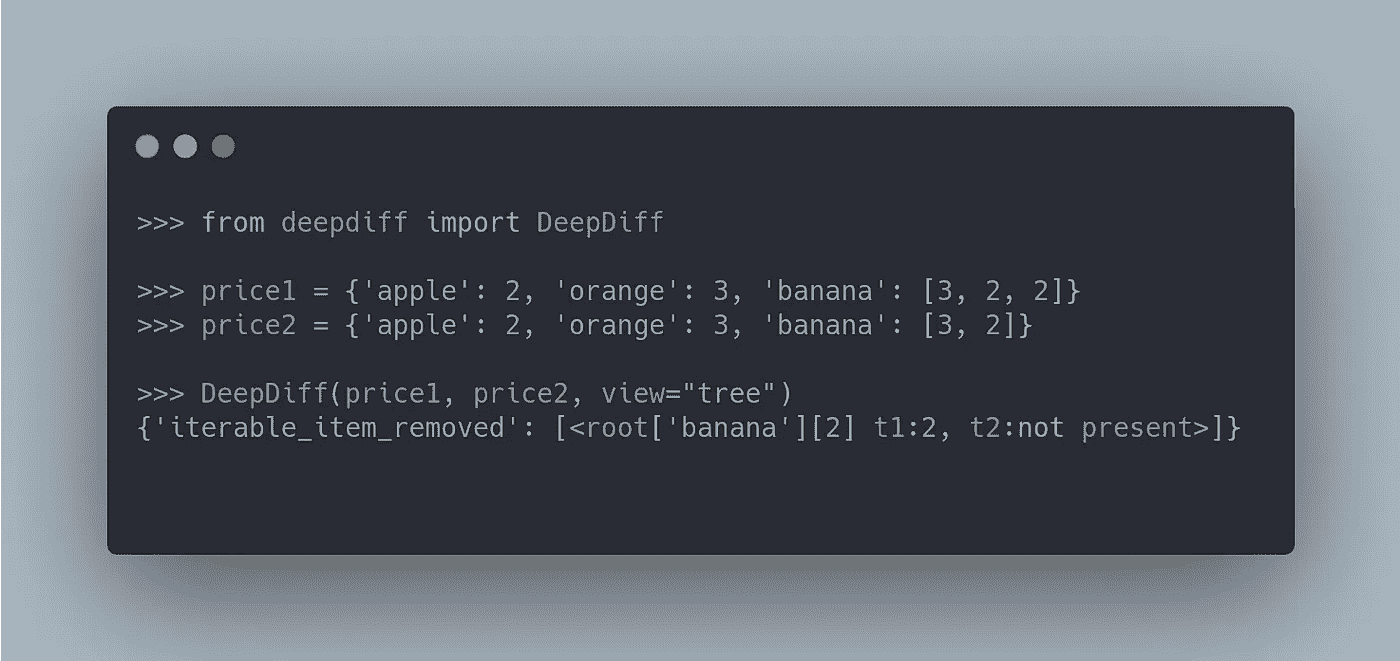 >>> from deepdiff import DeepDiff
>>> price1 = {'apple': 2, 'orange': 3, 'banana': [3, 2, 2]}
>>> price2 = {'apple': 2, 'orange': 3, 'banana': [3, 2]}
>>> DeepDiff(price1, price2, view="tree")
{'iterable_item_removed': [<root['banana'][2] t1:2, t2:not present>]}